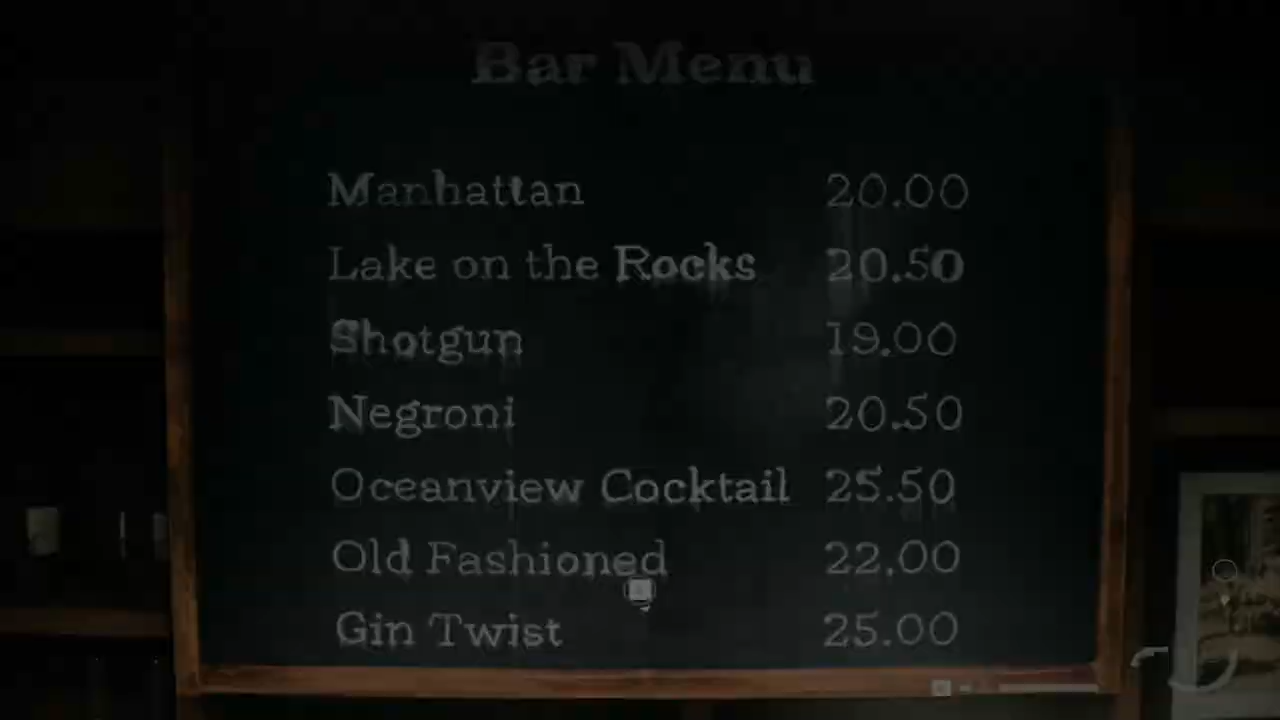 Bar Menu
Manhattan 20.00
Lake on the Rocks 20.50
Shotgun 19.00
Negroni 20.50
Oceanview Cocktail 25.50
Old Fashioned 22.00
Gin Twist 25.00